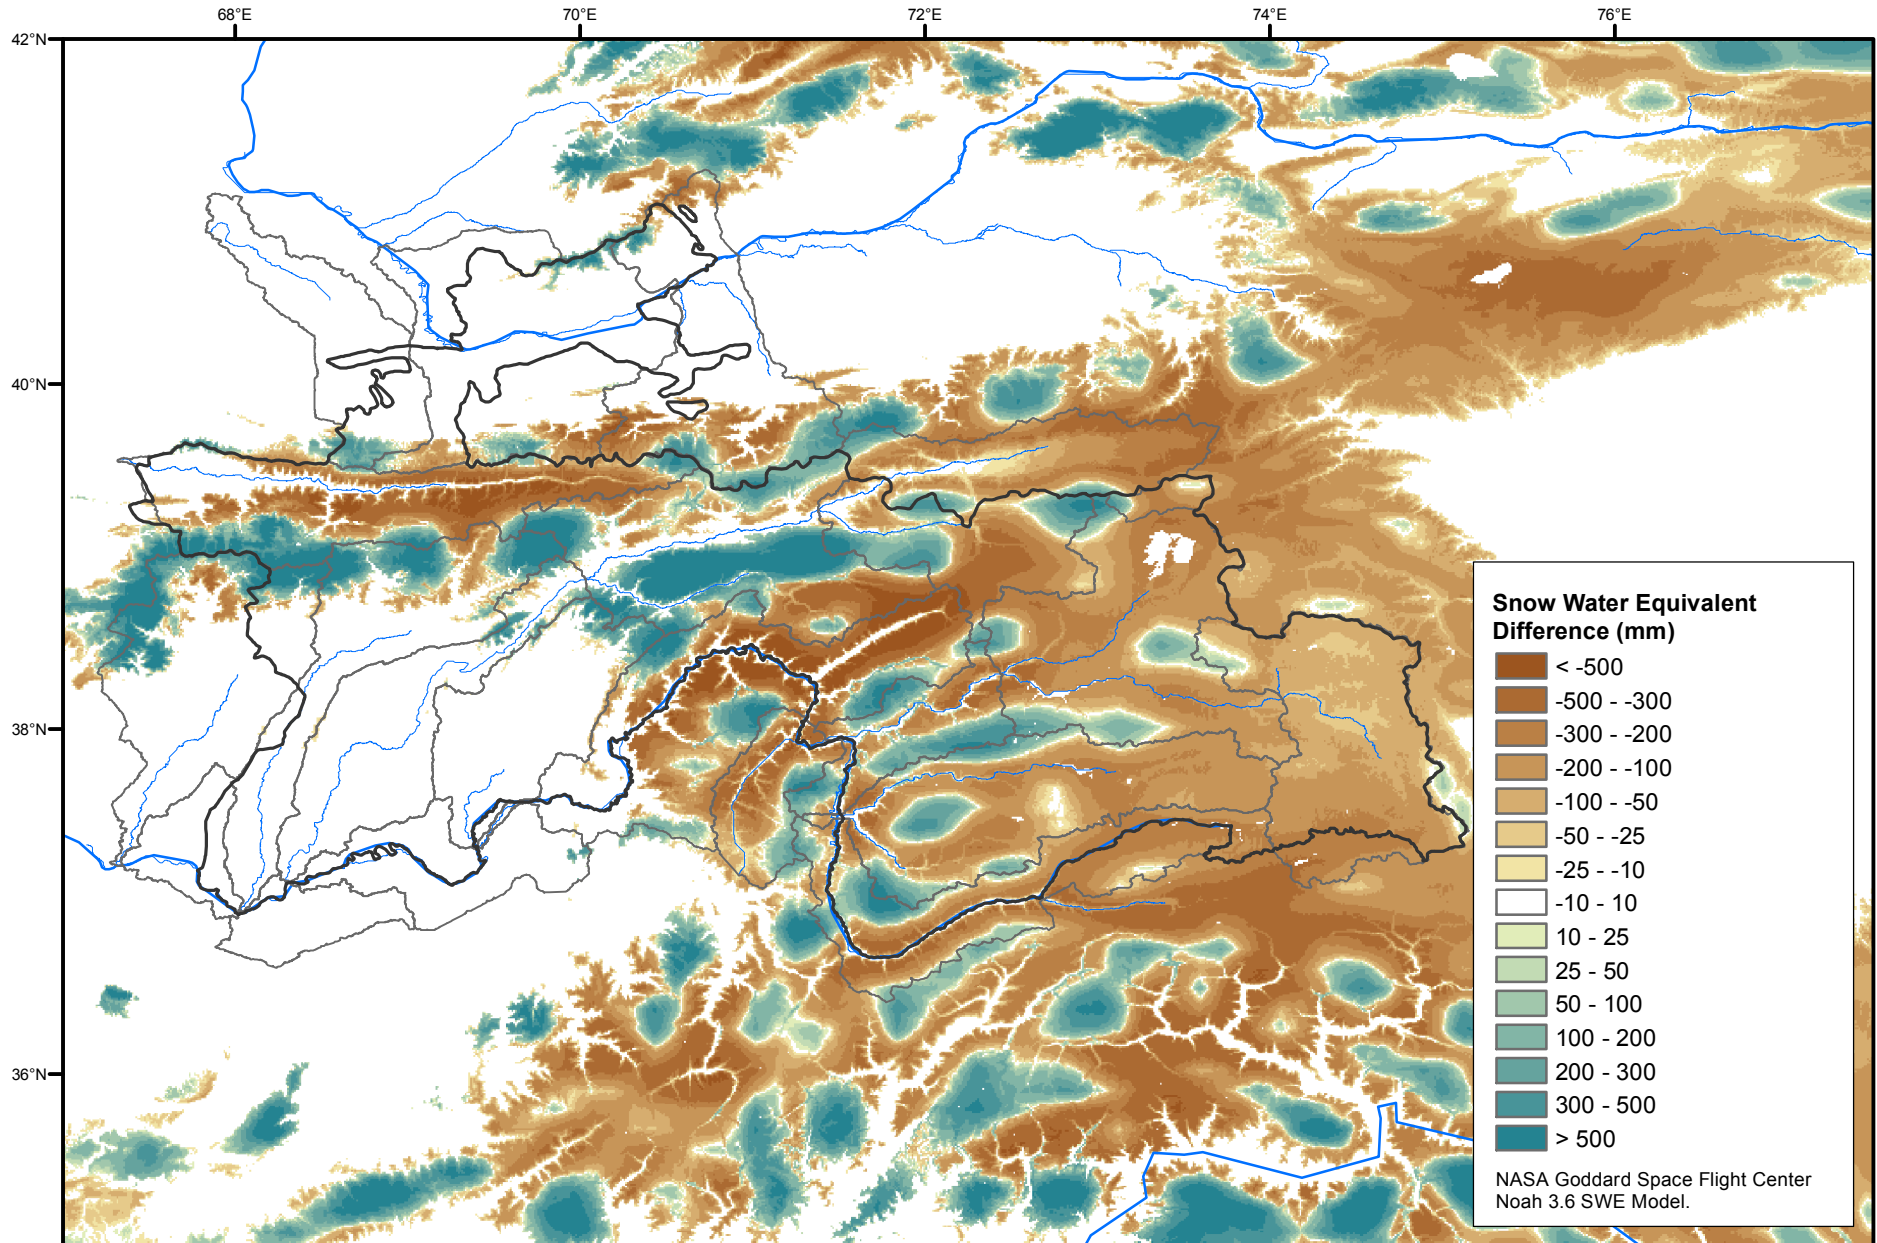 68°E 70°E 72°E 74°E 76°E
42°N
40°N
38°N
36°N
Snow Water Equivalent
Difference (mm)
< -500
-500 - -300
-300 - -200
-200 - -100
-100 - -50
-50 - -25
-25 - -10
-10 - 10
10 - 25
25 - 50
50 - 100
100 - 200
200 - 300
300 - 500
> 500
NASA Goddard Space Flight Center
Noah 3.6 SWE Model.